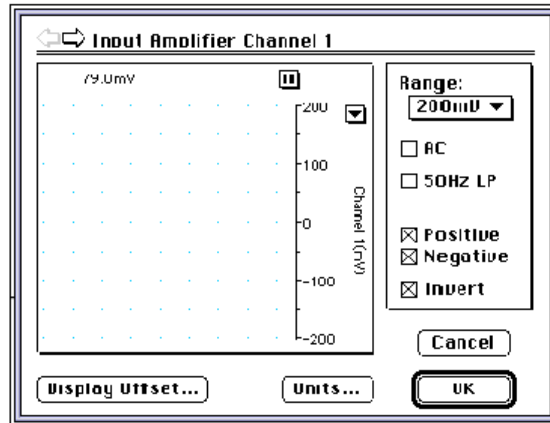 Input Amplifier Channel 1
79.0mV
200
100
0
-100
-200
Channel 1(mV)
Range:
200mV
AC
50Hz LP
Positive
Negative
Invert
Cancel
Display Offset...
Units...
OK